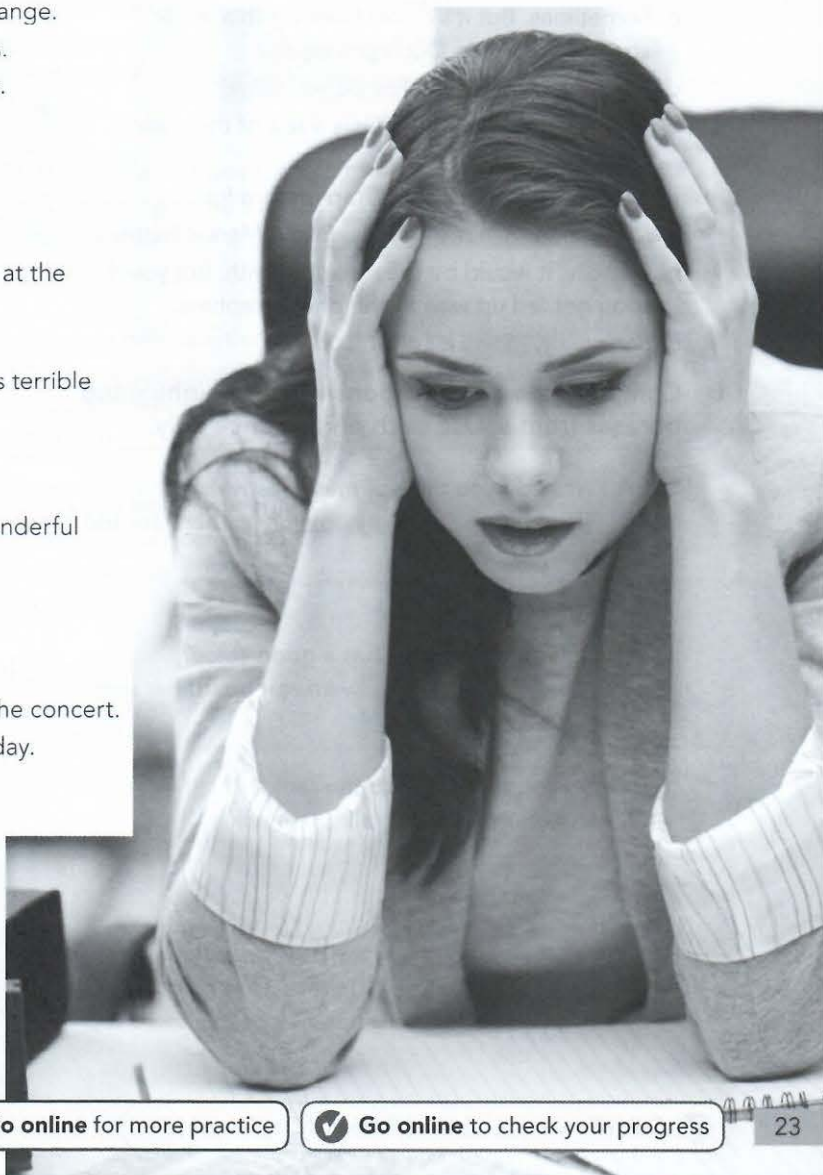 ange.
.
.
at the
s terrible
nderful
he concert.
day.
o online for more practice
Go online to check your progress
23